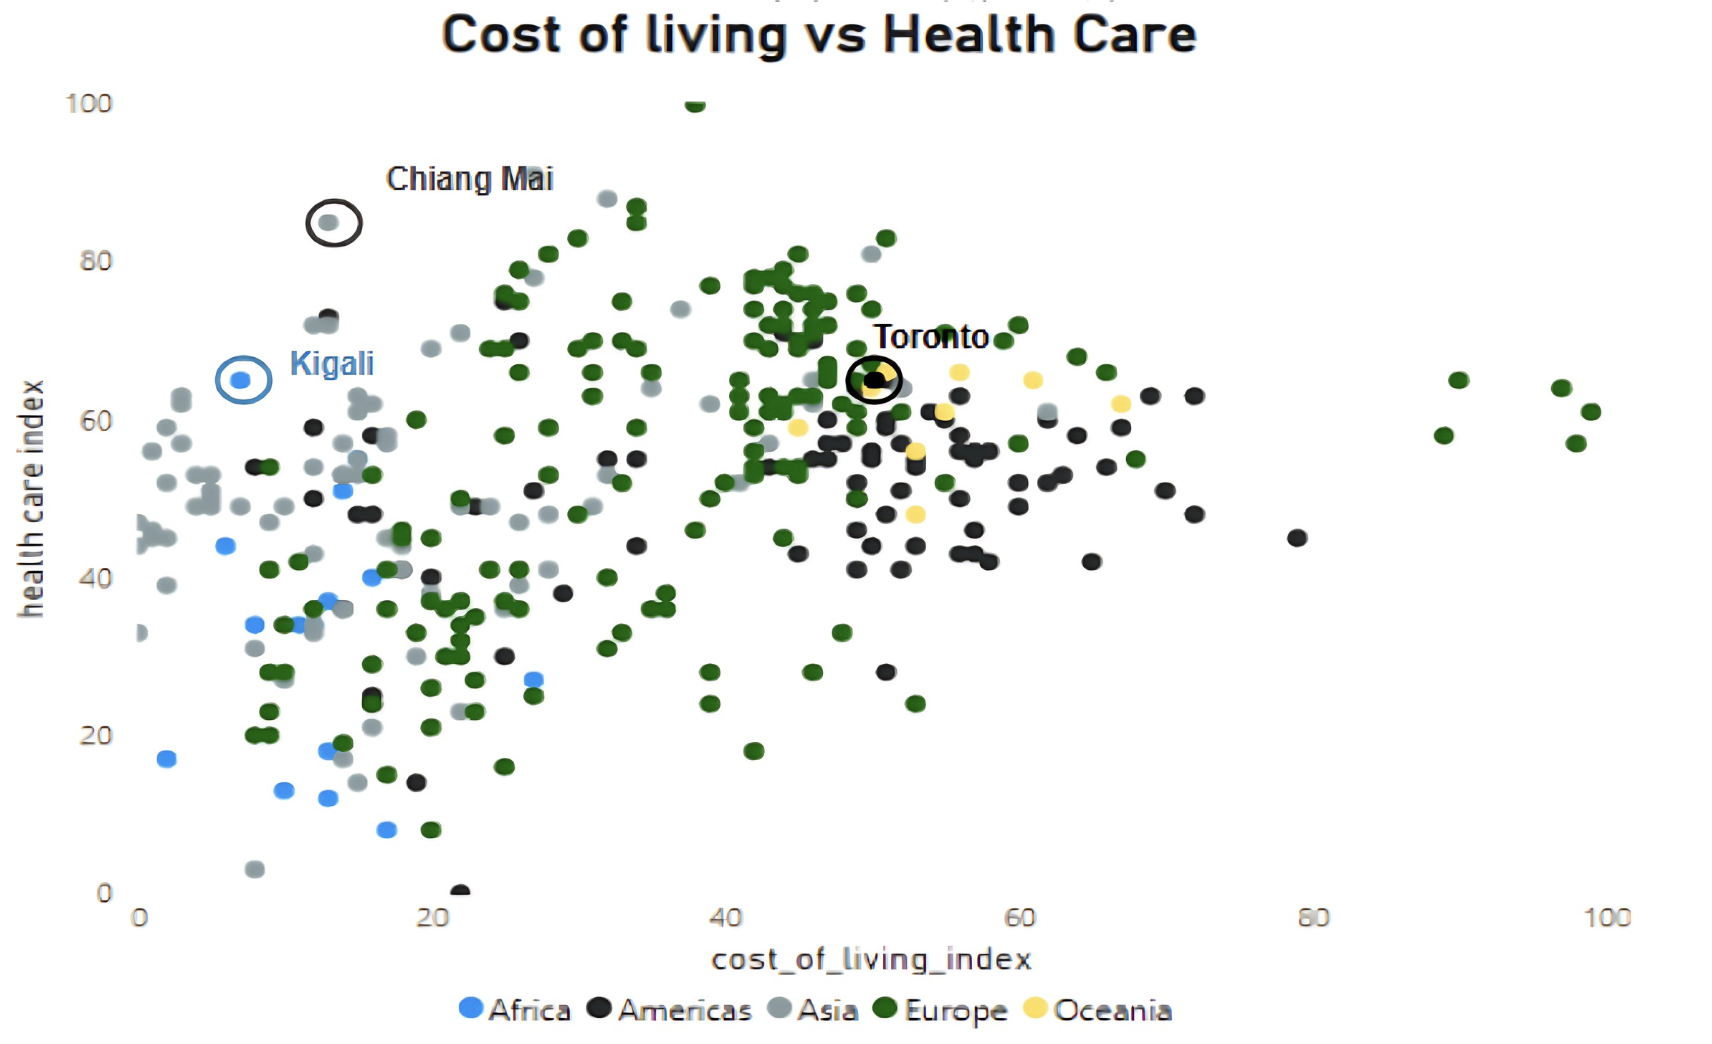 Cost of living vs Health Care
100
Chiang Mai
80
Toronto
Kigali
60
health care index
40
20
0
0 20 40 60 80 100
cost_of_living_index
Africa Americas Asia Europe Oceania